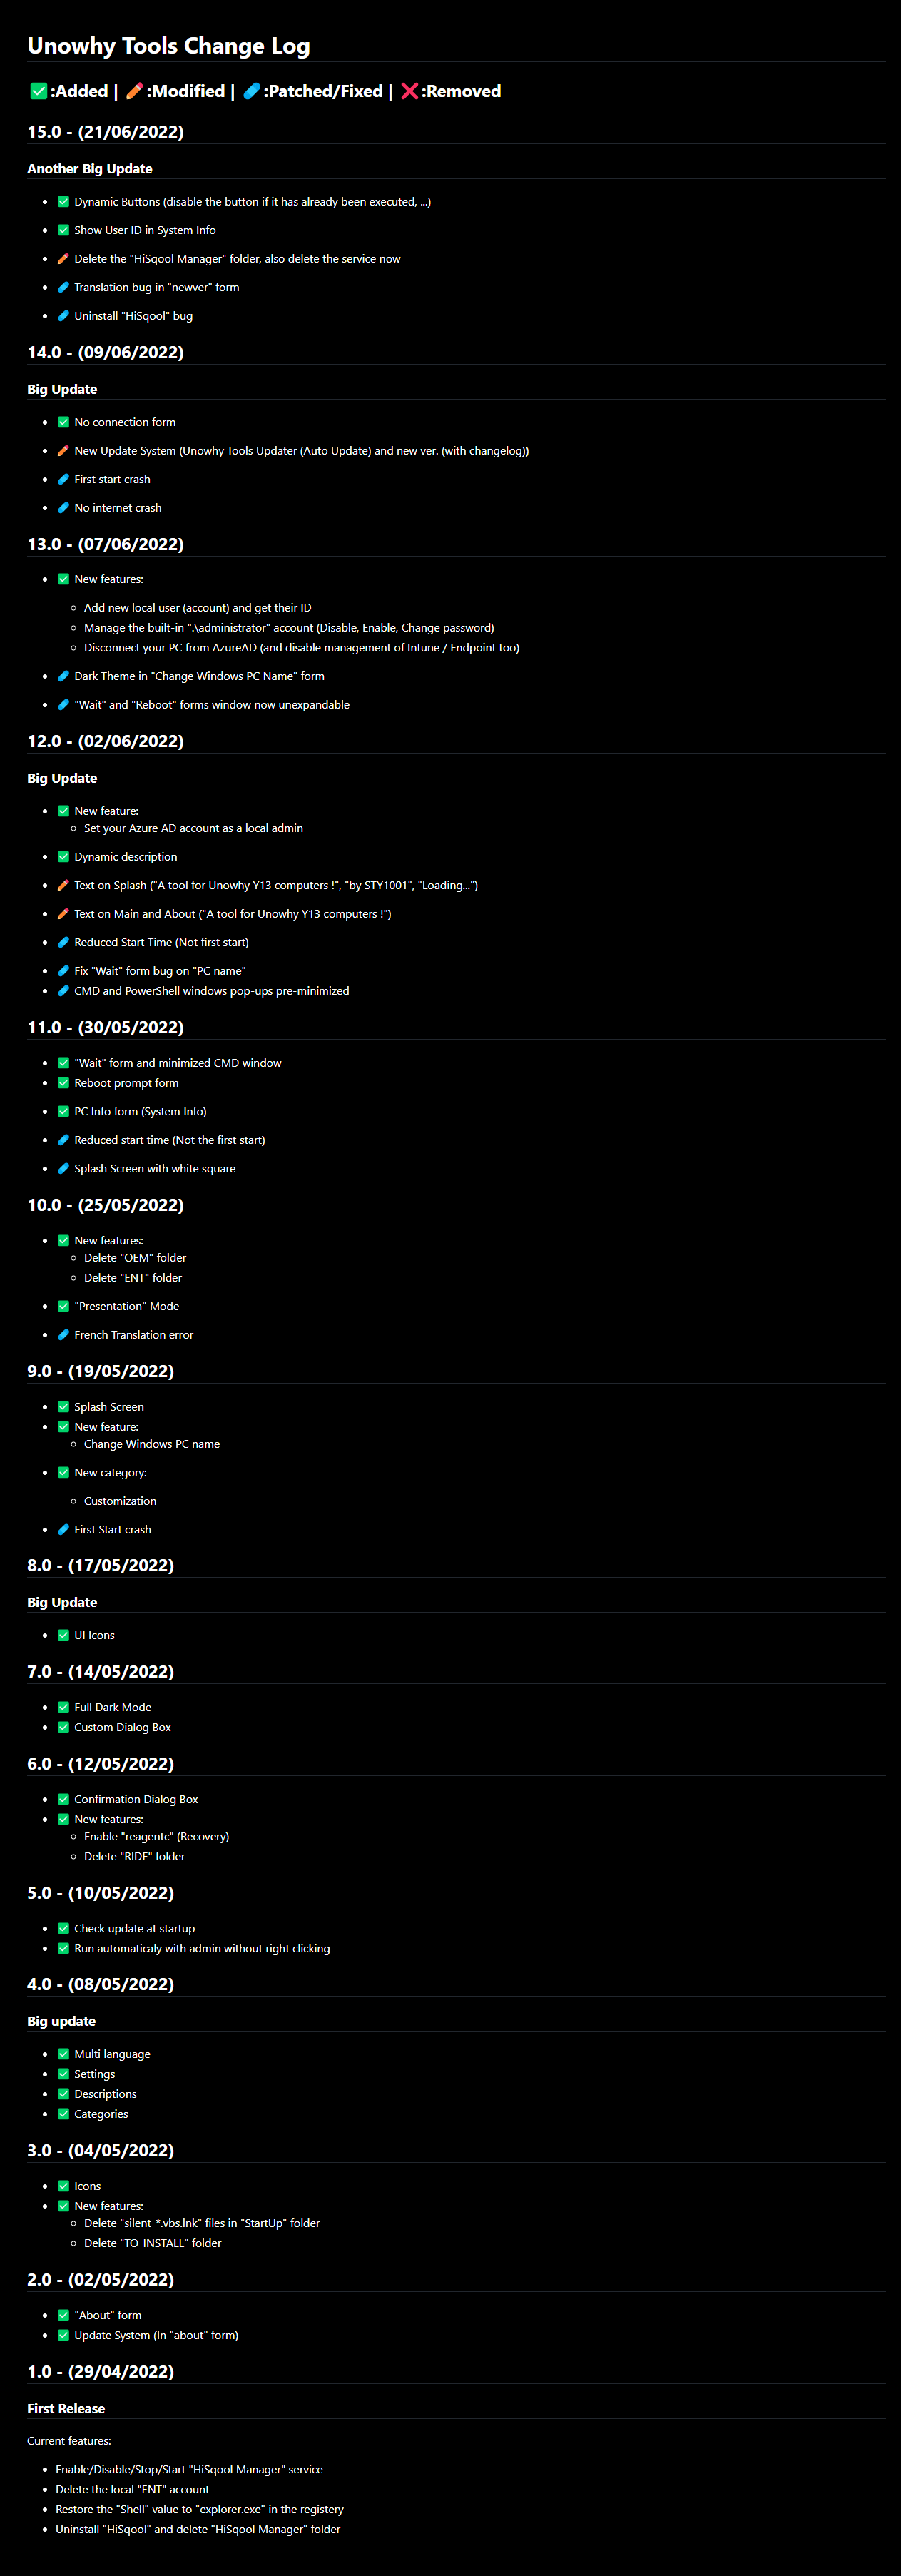 Unowhy Tools Change Log
✅:Added | ✏️:Modified | 🩹:Patched/Fixed | ❌:Removed
15.0 - (21/06/2022)
Another Big Update
• ✅ Dynamic Buttons (disable the button if it has already been executed, ...)
• ✅ Show User ID in System Info
• ✏️ Delete the "HiSqool Manager" folder, also delete the service now
• 🩹 Translation bug in "newver" form
• 🩹 Uninstall "HiSqool" bug
14.0 - (09/06/2022)
Big Update
• ✅ No connection form
• ✏️ New Update System (Unowhy Tools Updater (Auto Update) and new ver. (with changelog))
• 🩹 First start crash
• 🩹 No internet crash
13.0 - (07/06/2022)
• ✅ New features:
◦ Add new local user (account) and get their ID
◦ Manage the built-in ".\administrator" account (Disable, Enable, Change password)
◦ Disconnect your PC from AzureAD (and disable management of Intune / Endpoint too)
• 🩹 Dark Theme in "Change Windows PC Name" form
• 🩹 "Wait" and "Reboot" forms window now unexpandable
12.0 - (02/06/2022)
Big Update
• ✅ New feature:
◦ Set your Azure AD account as a local admin
• ✅ Dynamic description
• ✏️ Text on Splash ("A tool for Unowhy Y13 computers !", "by STY1001", "Loading...")
• ✏️ Text on Main and About ("A tool for Unowhy Y13 computers !")
• 🩹 Reduced Start Time (Not first start)
• 🩹 Fix "Wait" form bug on "PC name"
• 🩹 CMD and PowerShell windows pop-ups pre-minimized
11.0 - (30/05/2022)
• ✅ "Wait" form and minimized CMD window
• ✅ Reboot prompt form
• ✅ PC Info form (System Info)
• 🩹 Reduced start time (Not the first start)
• 🩹 Splash Screen with white square
10.0 - (25/05/2022)
• ✅ New features:
◦ Delete "OEM" folder
◦ Delete "ENT" folder
• ✅ "Presentation" Mode
• 🩹 French Translation error
9.0 - (19/05/2022)
• ✅ Splash Screen
• ✅ New feature:
◦ Change Windows PC name
• ✅ New category:
◦ Customization
• 🩹 First Start crash
8.0 - (17/05/2022)
Big Update
• ✅ UI Icons
7.0 - (14/05/2022)
• ✅ Full Dark Mode
• ✅ Custom Dialog Box
6.0 - (12/05/2022)
• ✅ Confirmation Dialog Box
• ✅ New features:
◦ Enable "reagentc" (Recovery)
◦ Delete "RIDF" folder
5.0 - (10/05/2022)
• ✅ Check update at startup
• ✅ Run automaticaly with admin without right clicking
4.0 - (08/05/2022)
Big update
• ✅ Multi language
• ✅ Settings
• ✅ Descriptions
• ✅ Categories
3.0 - (04/05/2022)
• ✅ Icons
• ✅ New features:
◦ Delete "silent_*.vbs.lnk" files in "StartUp" folder
◦ Delete "TO_INSTALL" folder
2.0 - (02/05/2022)
• ✅ "About" form
• ✅ Update System (In "about" form)
1.0 - (29/04/2022)
First Release
Current features:
• Enable/Disable/Stop/Start "HiSqool Manager" service
• Delete the local "ENT" account
• Restore the "Shell" value to "explorer.exe" in the registery
• Uninstall "HiSqool" and delete "HiSqool Manager" folder